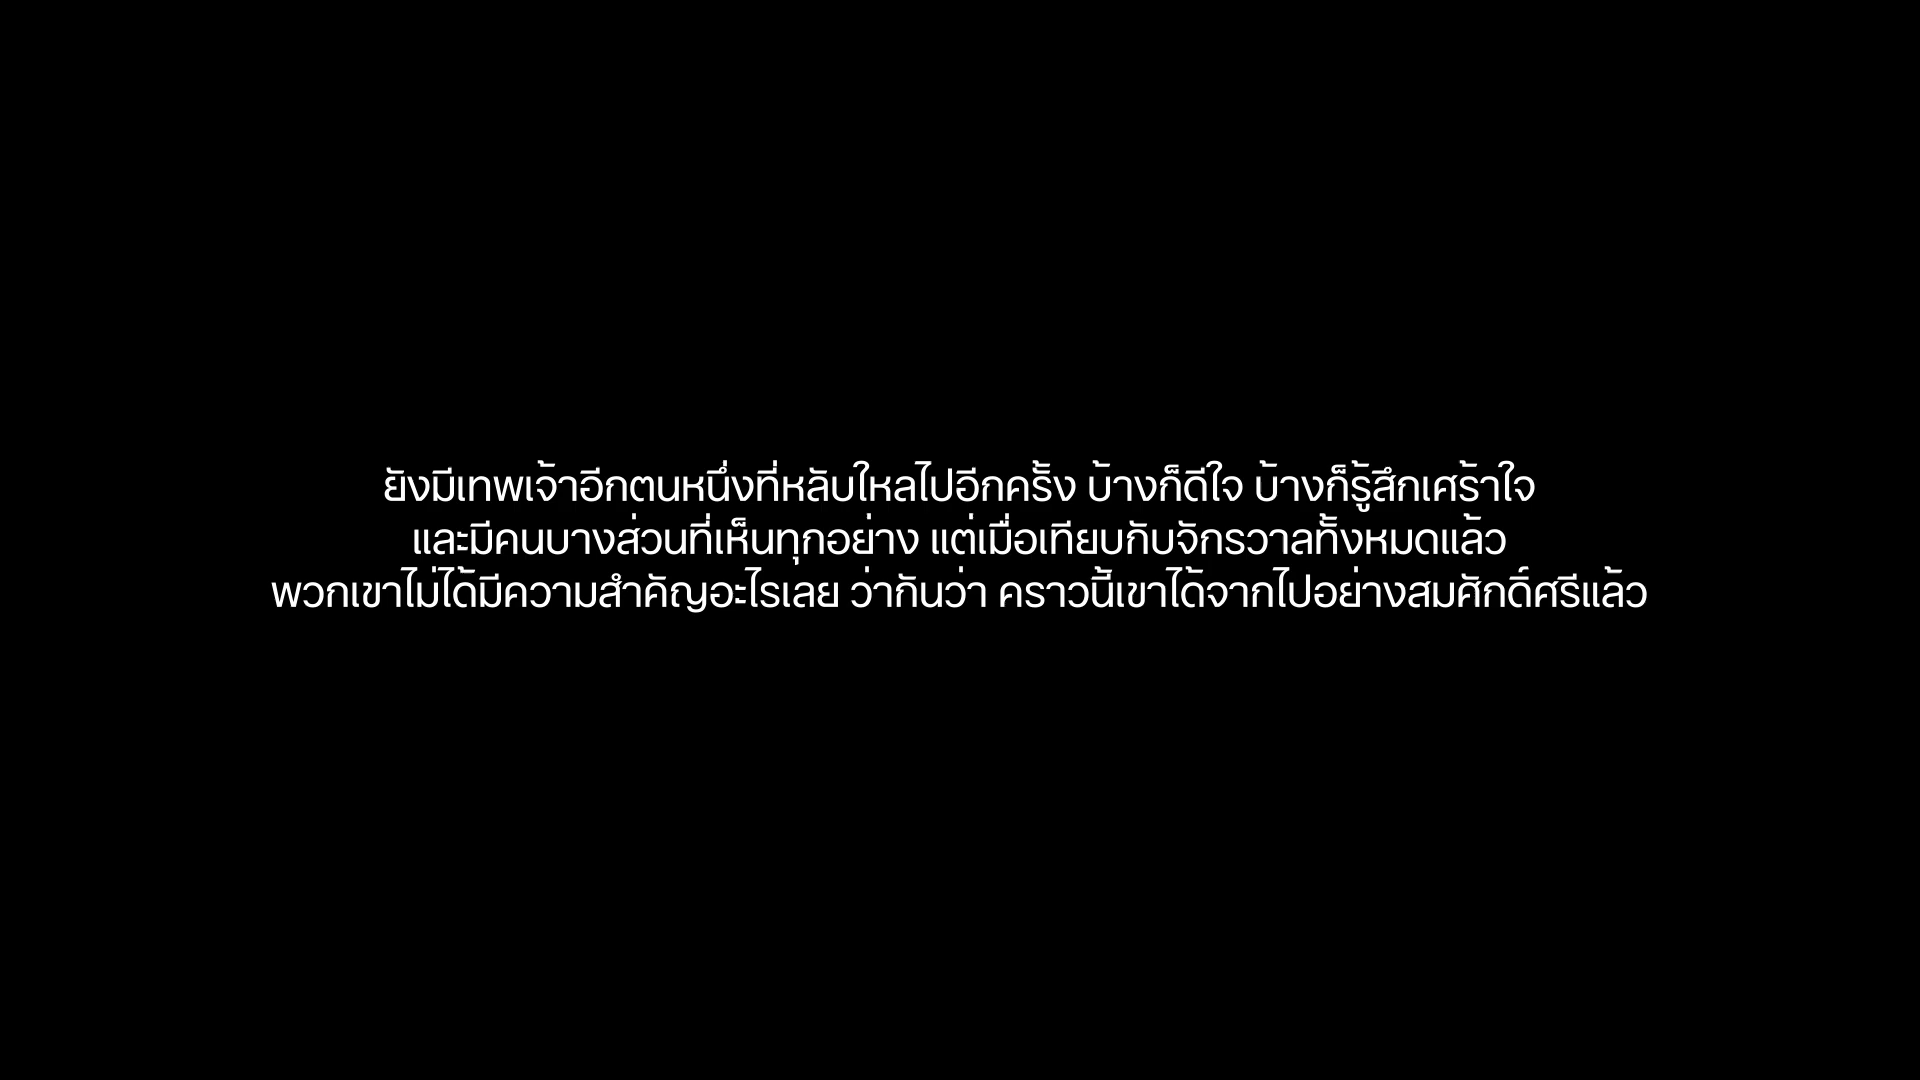 ยังมีเทพเจ้าอีกตนหนึ่งที่หลับใหลไปอีกครั้ง บ้างก็ดีใจ บ้างก็รู้สึกเศร้าใจ
และมีคนบางส่วนที่เห็นทุกอย่าง แต่เมื่อเทียบกับจักรวาลทั้งหมดแล้ว
พวกเขาไม่ได้มีความสำคัญอะไรเลย ว่ากันว่า คราวนี้เขาได้จากไปอย่างสมศักดิ์ศรีแล้ว